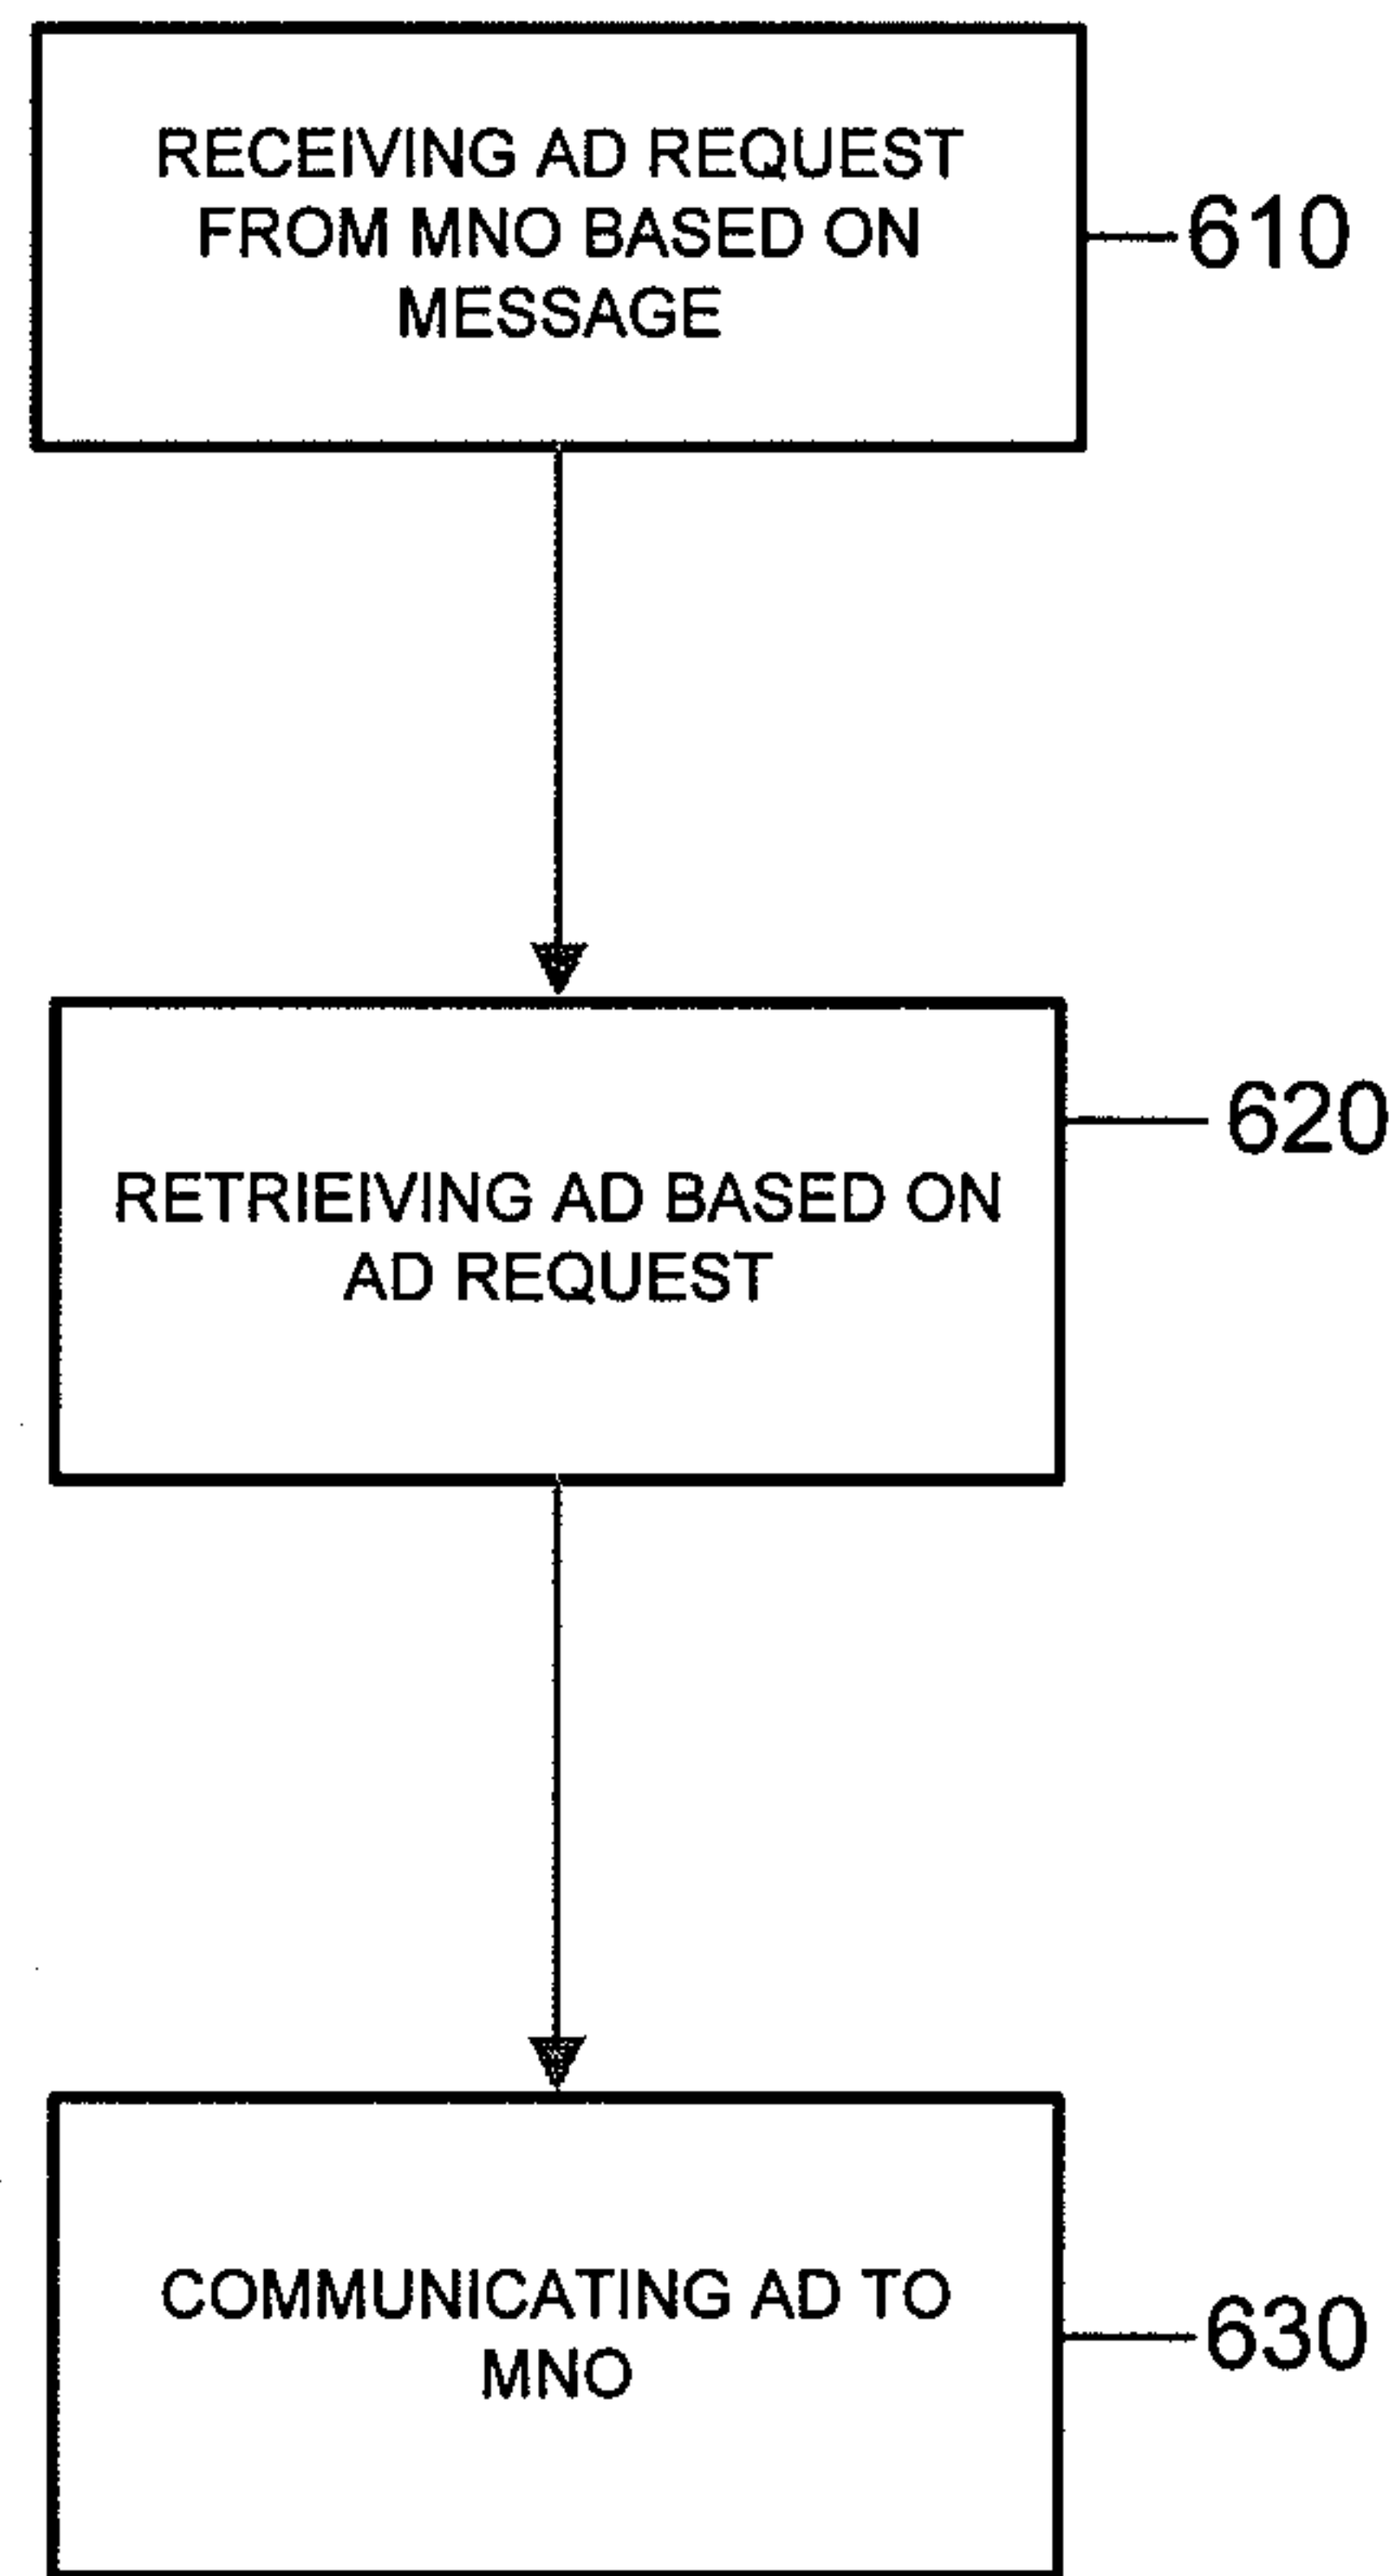 RECEIVING AD REQUEST
FROM MNO BASED ON
MESSAGE
610
RETRIEIVING AD BASED ON
AD REQUEST
620
COMMUNICATING AD TO
MNO
630